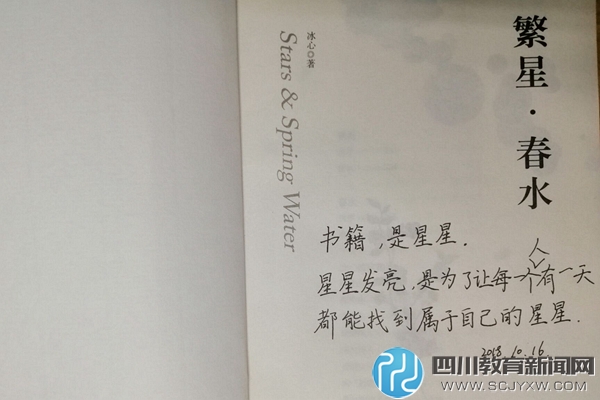 繁星·春水
冰心◎著
Stars & Spring Water
书籍，是星星.
星星发亮，是为了让每一个人有一天
都能找到属于自己的星星.
2018.10.16
四川教育新闻网
WWW.SCJYXW.COM